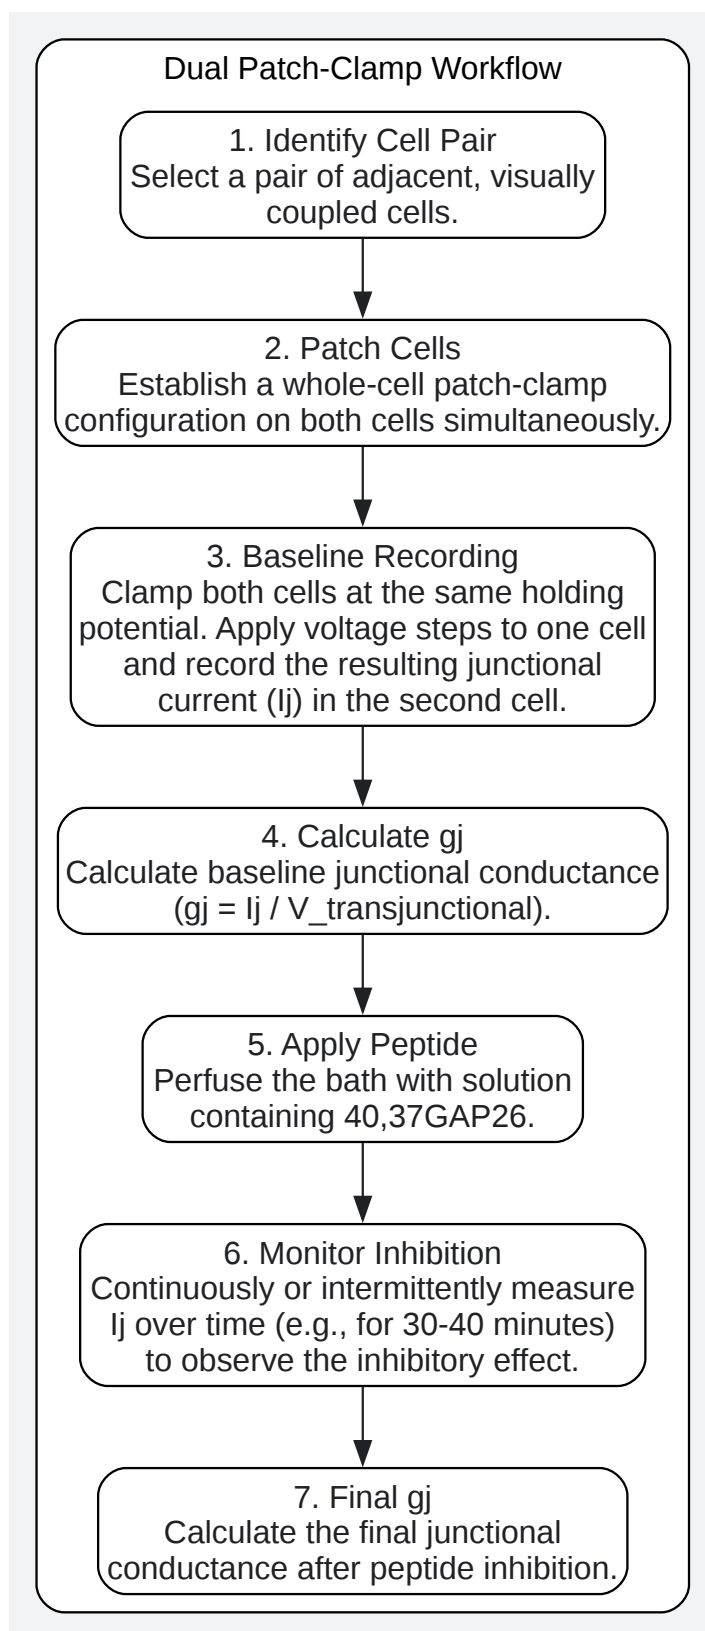 Dual Patch-Clamp Workflow
1. Identify Cell Pair
Select a pair of adjacent, visually
coupled cells.
2. Patch Cells
Establish a whole-cell patch-clamp
configuration on both cells simultaneously.
3. Baseline Recording
Clamp both cells at the same holding
potential. Apply voltage steps to one cell
and record the resulting junctional
current (Ij) in the second cell.
4. Calculate gj
Calculate baseline junctional conductance
(gj = Ij / V_transjunctional).
5. Apply Peptide
Perfuse the bath with solution
containing 40,37GAP26.
6. Monitor Inhibition
Continuously or intermittently measure
Ij over time (e.g., for 30-40 minutes)
to observe the inhibitory effect.
7. Final gj
Calculate the final junctional
conductance after peptide inhibition.